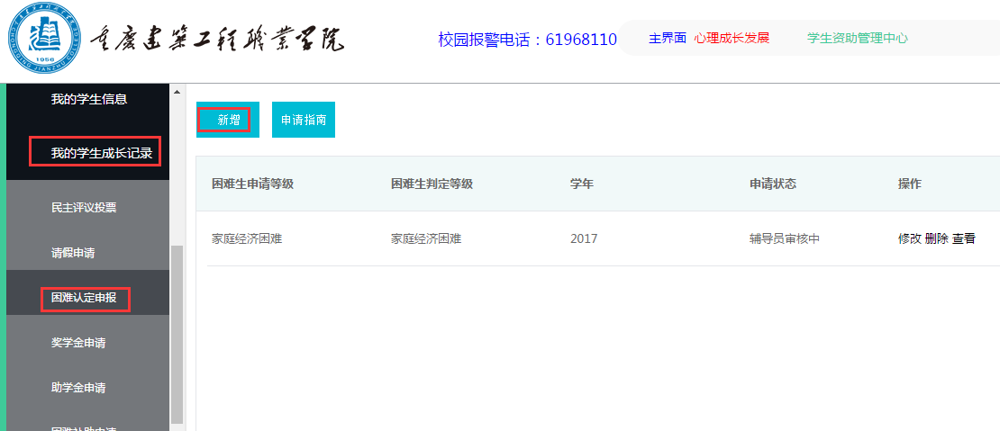 重庆建筑工程职业学院
校园报警电话：61968110
主界面 心理成长发展 学生资助管理中心
1956
我的学生信息
我的学生成长记录
民主评议投票
请假申请
困难认定申报
奖学金申请
助学金申请
困难补助申请
新增 申请指南
困难生申请等级 困难生判定等级 学年 申请状态 操作
家庭经济困难 家庭经济困难 2017 辅导员审核中 修改 删除 查看